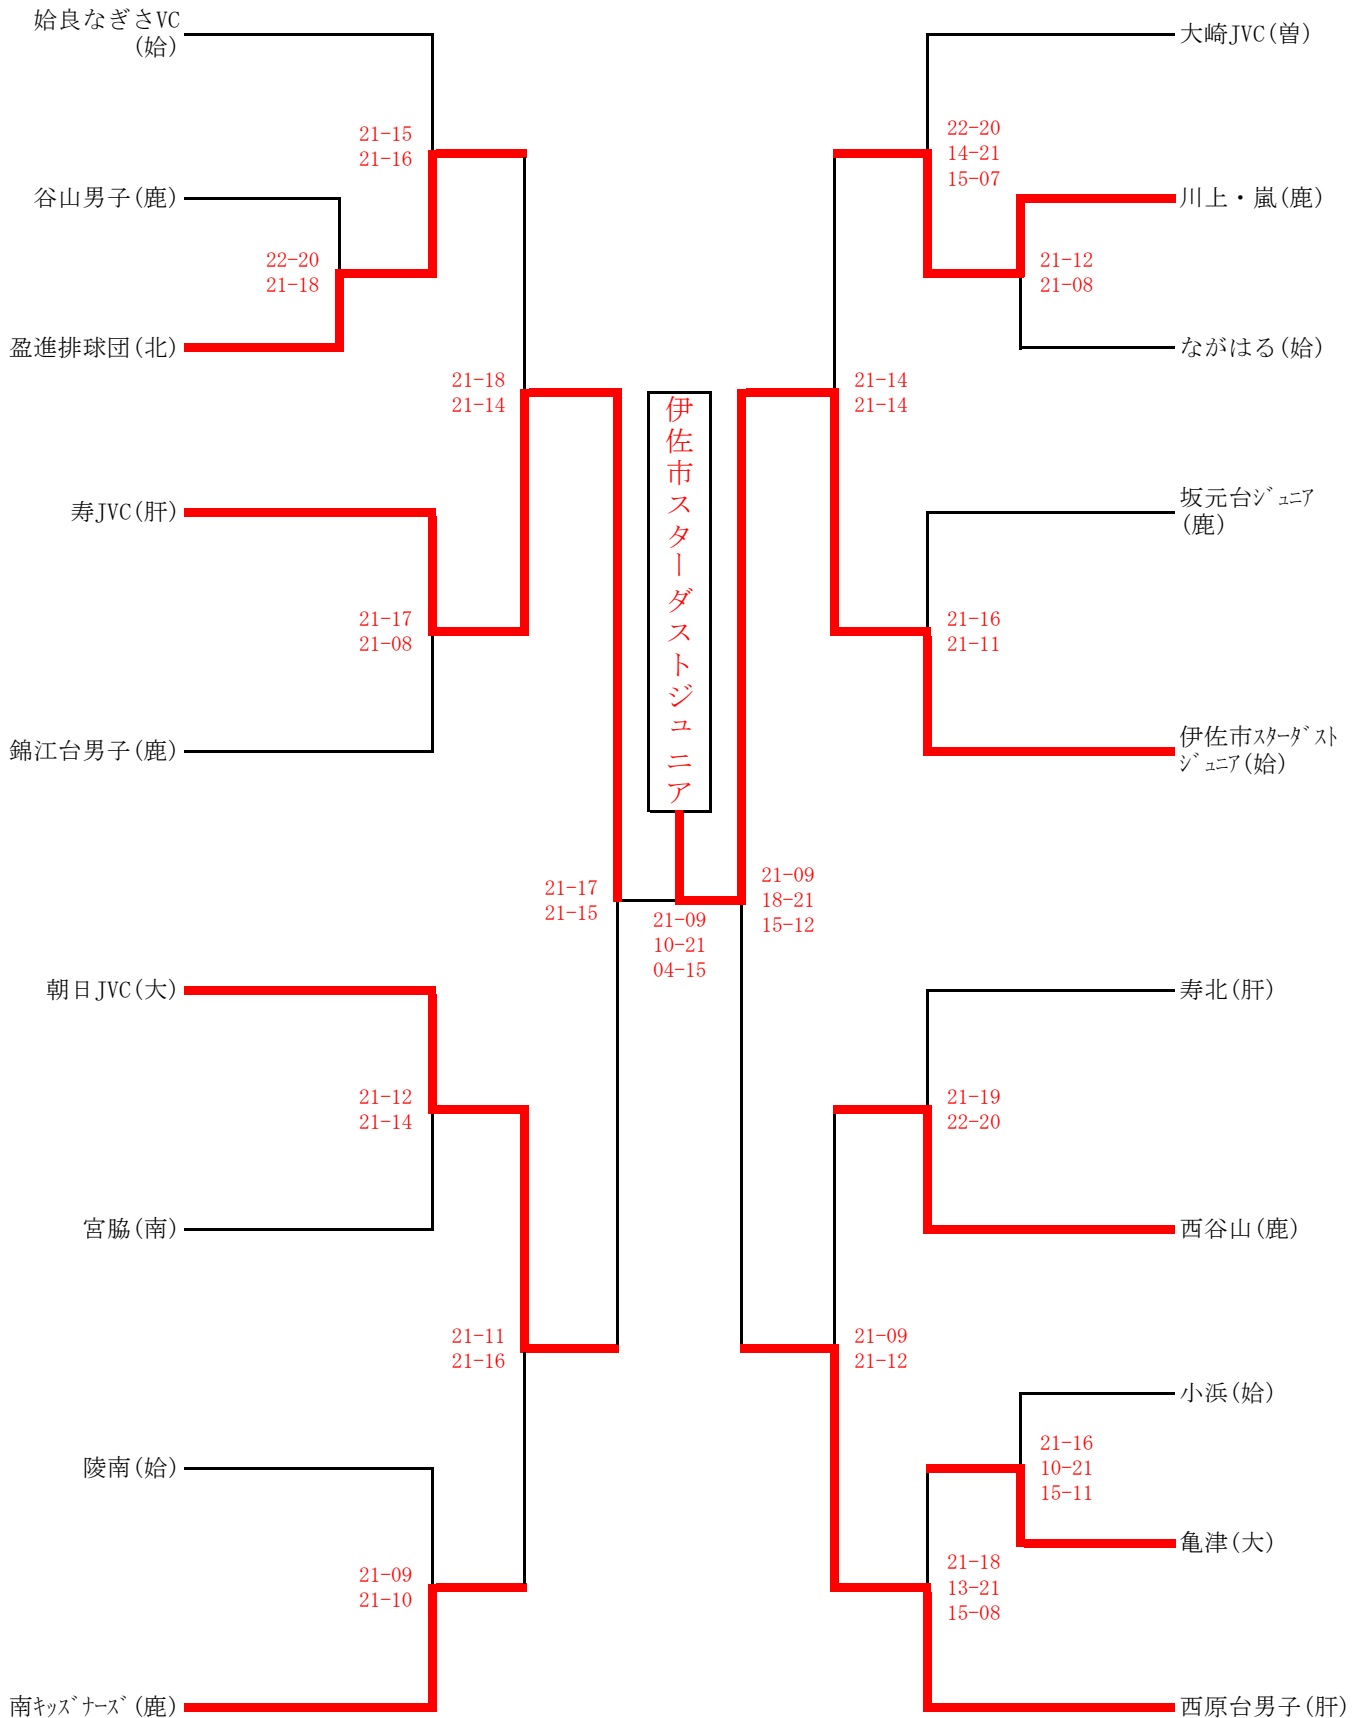 姶良なぎさVC
(姶)
21-15
21-16
谷山男子(鹿)
22-20
21-18
盈進排球団(北)
21-18
21-14
寿JVC(肝)
21-17
21-08
錦江台男子(鹿)
21-17
21-15
朝日JVC(大)
21-12
21-14
宮脇(南)
21-11
21-16
陵南(姶)
21-09
21-10
南ｷｯｽﾞﾅｰｽﾞ(鹿)
伊佐市スターダストジュニア
21-09
10-21
04-15
大崎JVC(曽)
22-20
14-21
15-07
川上・嵐(鹿)
21-12
21-08
ながはる(姶)
21-14
21-14
坂元台ｼﾞｭﾆｱ
(鹿)
21-16
21-11
伊佐市ｽﾀｰﾀﾞｽﾄ
ｼﾞｭﾆｱ(姶)
21-09
18-21
15-12
寿北(肝)
21-19
22-20
西谷山(鹿)
21-09
21-12
小浜(姶)
21-16
10-21
15-11
亀津(大)
21-18
13-21
15-08
西原台男子(肝)